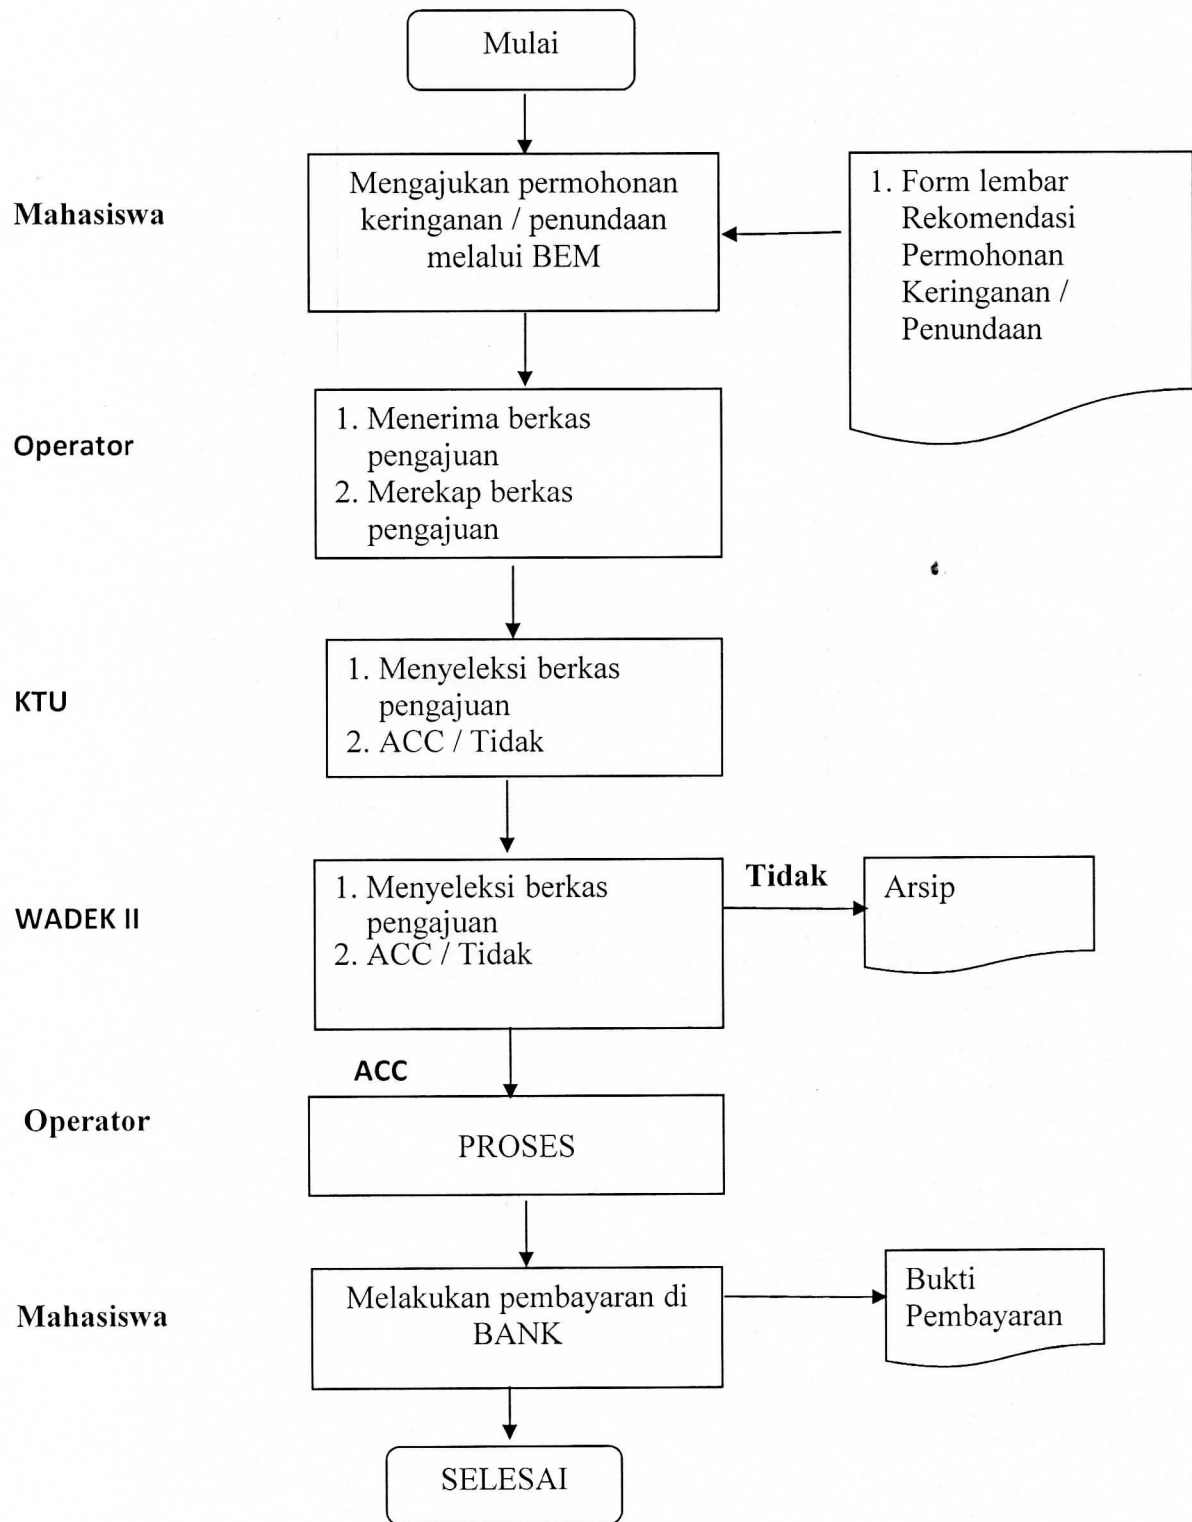 Mulai
Mahasiswa
Mengajukan permohonan
keringanan / penundaan
melalui BEM
1. Form lembar
Rekomendasi
Permohonan
Keringanan /
Penundaan
Operator
1. Menerima berkas
pengajuan
2. Merekap berkas
pengajuan
KTU
1. Menyeleksi berkas
pengajuan
2. ACC / Tidak
WADEK II
1. Menyeleksi berkas
pengajuan
2. ACC / Tidak
Tidak
Arsip
ACC
Operator
PROSES
Mahasiswa
Melakukan pembayaran di
BANK
Bukti
Pembayaran
SELESAI